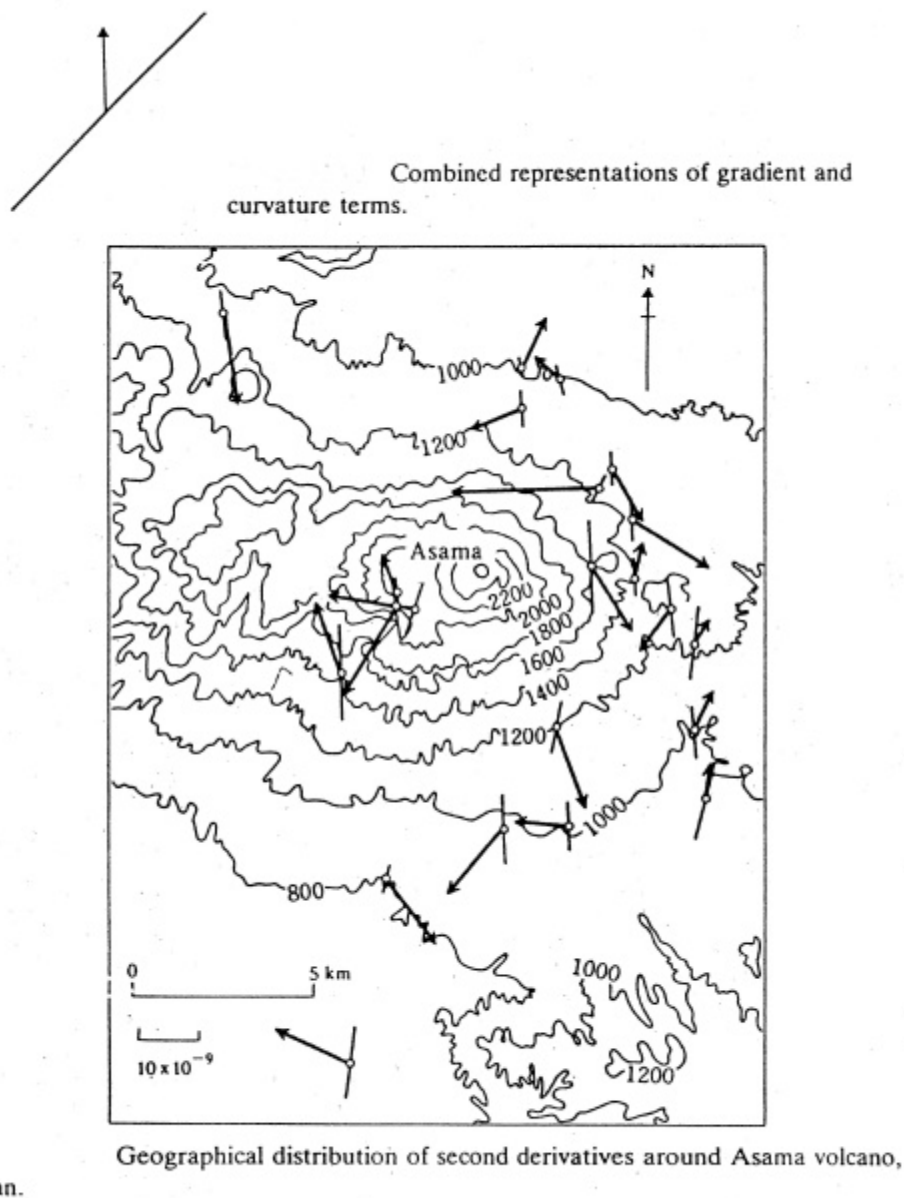 Combined representations of gradient and
curvature terms.
N
1000
1200
Asama
2200
2000
1800
1600
1400
1200
1000
800
0 5 km
1000
10 x 10⁻⁹
1200
Geographical distribution of second derivatives around Asama volcano,
an.